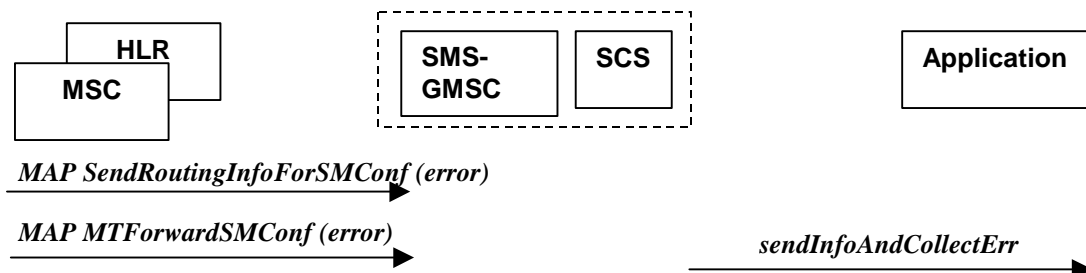 HLR
MSC
SMS-
GMSC
SCS
Application
MAP SendRoutingInfoForSMConf (error)
MAP MTForwardSMConf (error)
sendInfoAndCollectErr